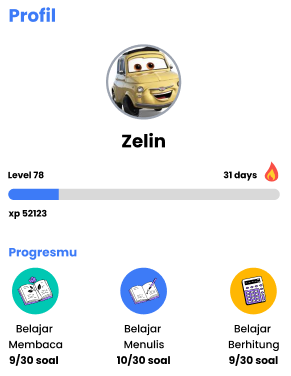 Profil
Zelin
Level 78 31 days
xp 52123
Progresmu
Belajar Membaca 9/30 soal
Belajar Menulis 10/30 soal
Belajar Berhitung 9/30 soal